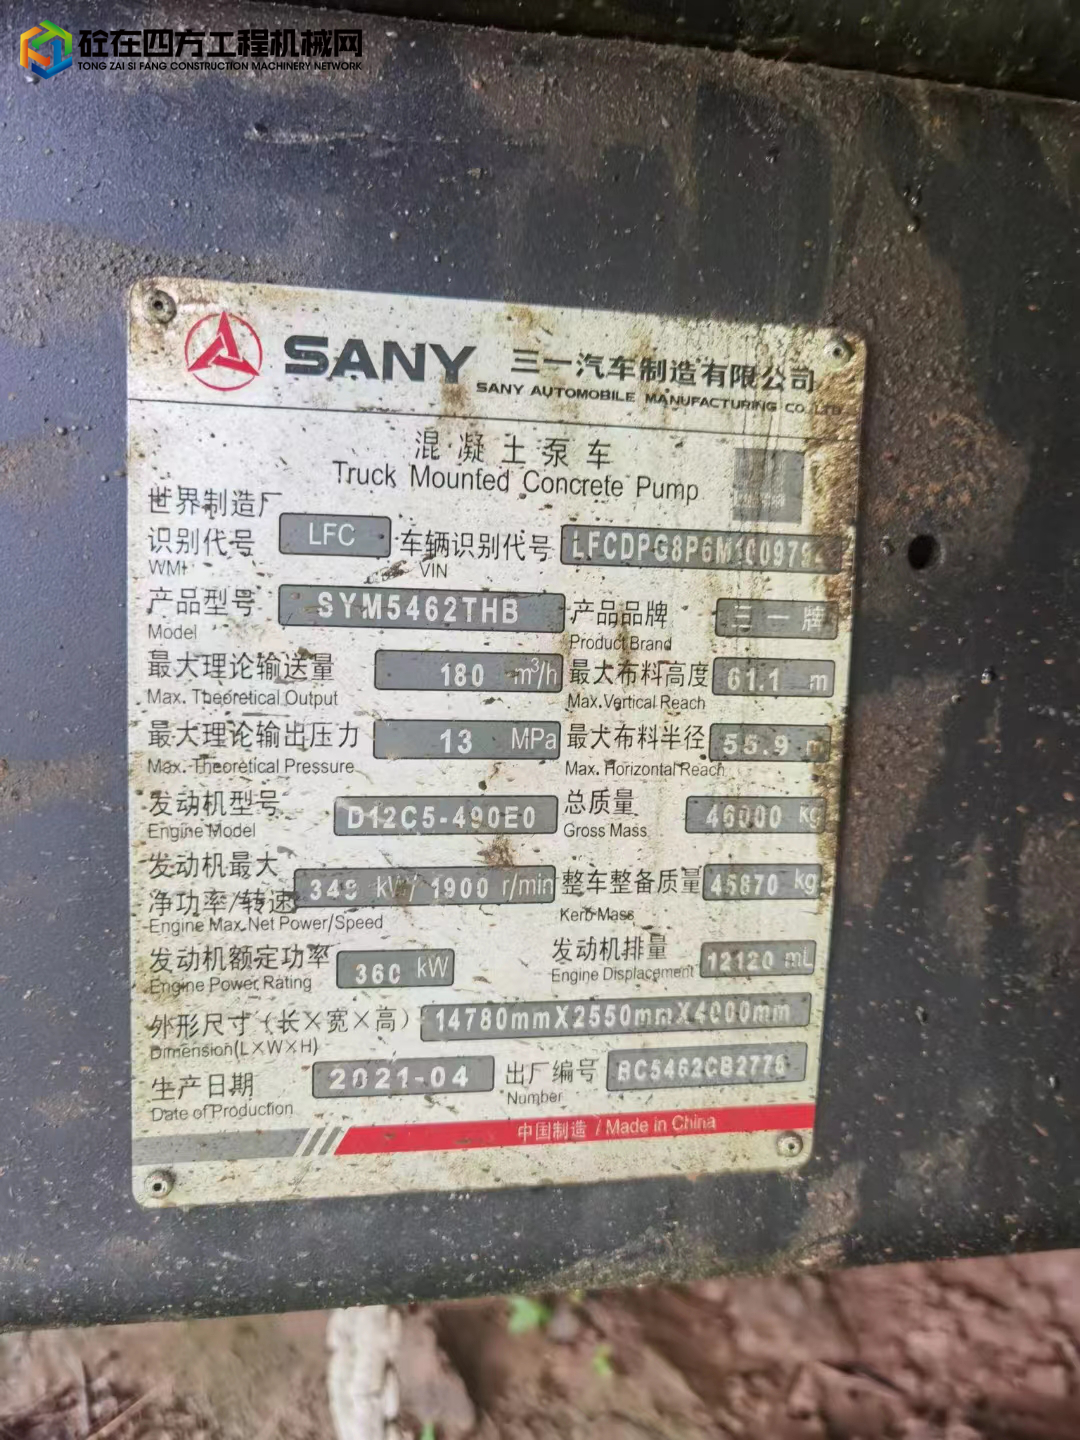 砼在四方工程机械网
TONG ZAI SI FANG CONSTRUCTION MACHINERY NETWORK
SANY 三一汽车制造有限公司
SANY AUTOMOBILE MANUFACTURING CO.,LTD
混凝土泵车
Truck Mounted Concrete Pump
世界制造厂
识别代号 LFC 车辆识别代号
WMI VIN
产品型号 SYM5462THB 产品品牌 三一牌
Model Product Brand
最大理论输送量 180 m³/h 最大布料高度 61.1 m
Max. Theoretical Output Max.Vertical Reach
最大理论输出压力 13 MPa 最大布料半径 55.9 m
Max. Theoretical Pressure Max. Horizontal Reach
发动机型号 D12C5-490E0 总质量 46000 kg
Engine Model Gross Mass
发动机最大
净功率/转速 kW/ 1900 r/min 整车整备质量 45870 kg
Engine Max.Net Power/Speed Kerb Mass
发动机额定功率 360 kW 发动机排量 12120 mL
Engine Power Rating Engine Displacement
外形尺寸（长×宽×高） 14780mmX2550mmX4000mm
Dimension(L×W×H)
生产日期 2021-04 出厂编号
Date of Production Number
中国制造 / Made in China